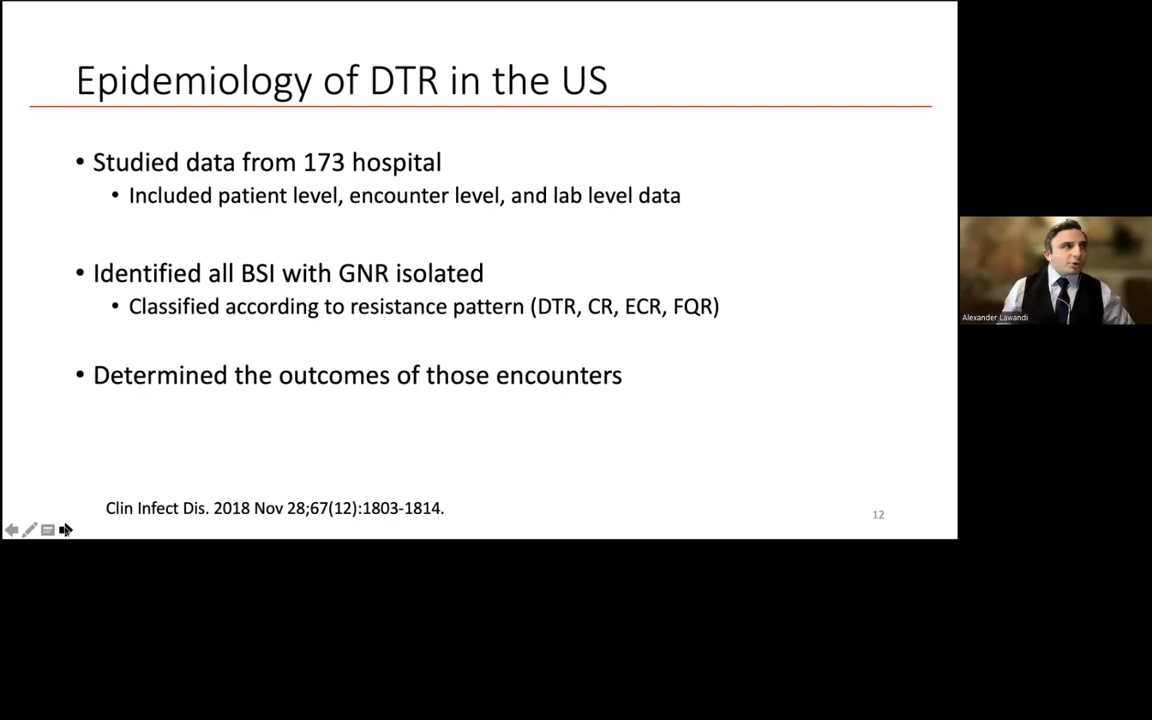 Epidemiology of DTR in the US
• Studied data from 173 hospital
• Included patient level, encounter level, and lab level data
• Identified all BSI with GNR isolated
• Classified according to resistance pattern (DTR, CR, ECR, FQR)
• Determined the outcomes of those encounters
Clin Infect Dis. 2018 Nov 28;67(12):1803-1814.
12
Alexander Lawandi